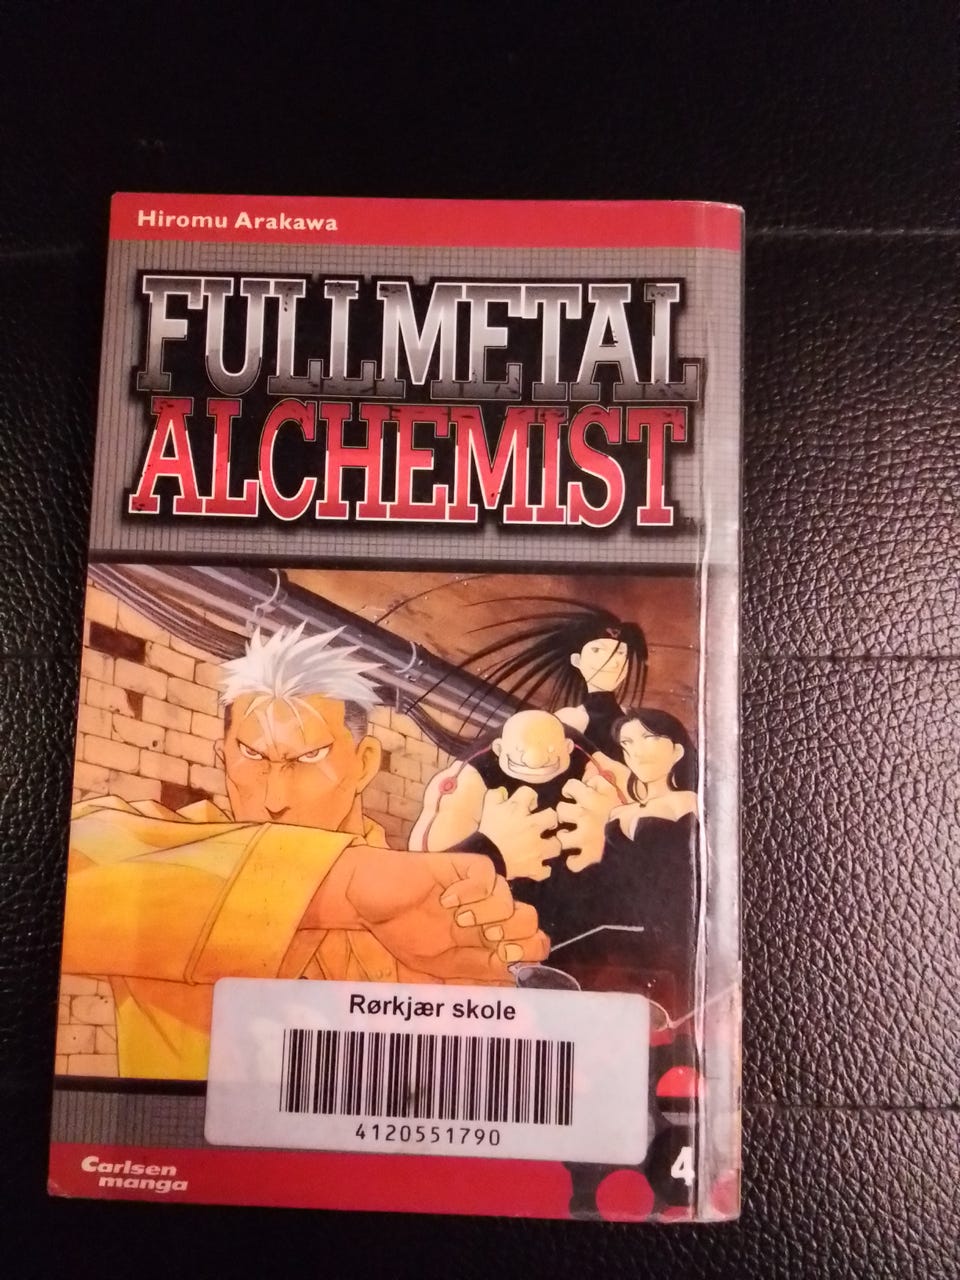 Hiromu Arakawa
FULLMETAL
ALCHEMIST
Rørkjær skole
4120551790
4
Carlsen
manga